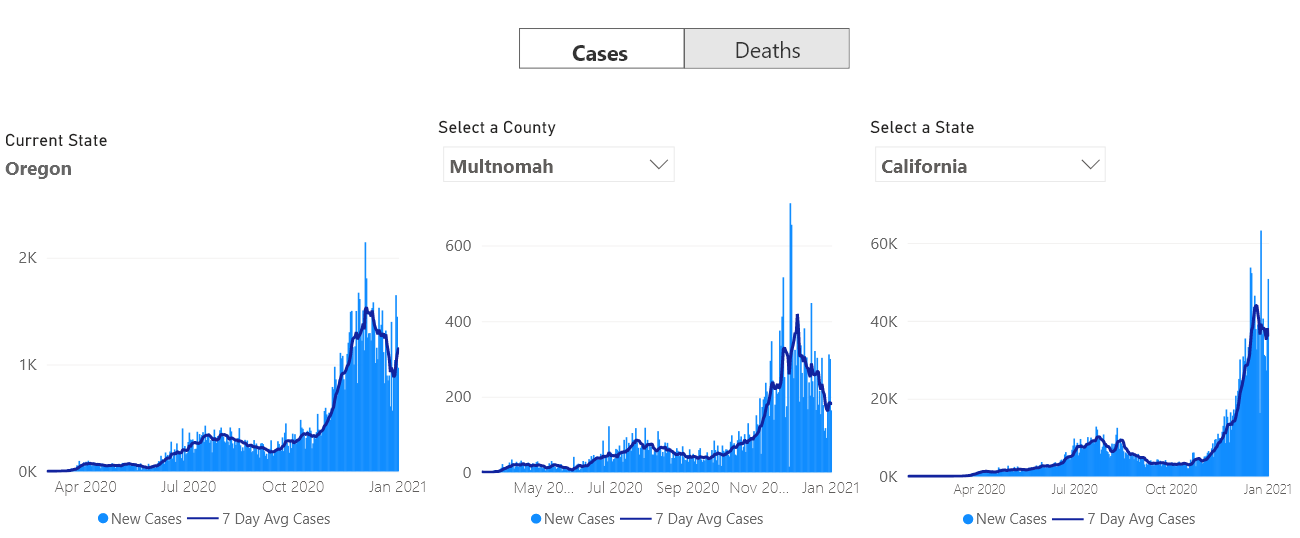 Cases
Deaths
Current State
Oregon
2K
1K
0K
Apr 2020
Jul 2020
Oct 2020
Jan 2021
New Cases
7 Day Avg Cases
Select a County
Multnomah
600
400
200
0
May 20...
Jul 2020
Sep 2020
Nov 20...
Jan 2021
New Cases
7 Day Avg Cases
Select a State
California
60K
40K
20K
0K
Apr 2020
Jul 2020
Oct 2020
Jan 2021
New Cases
7 Day Avg Cases